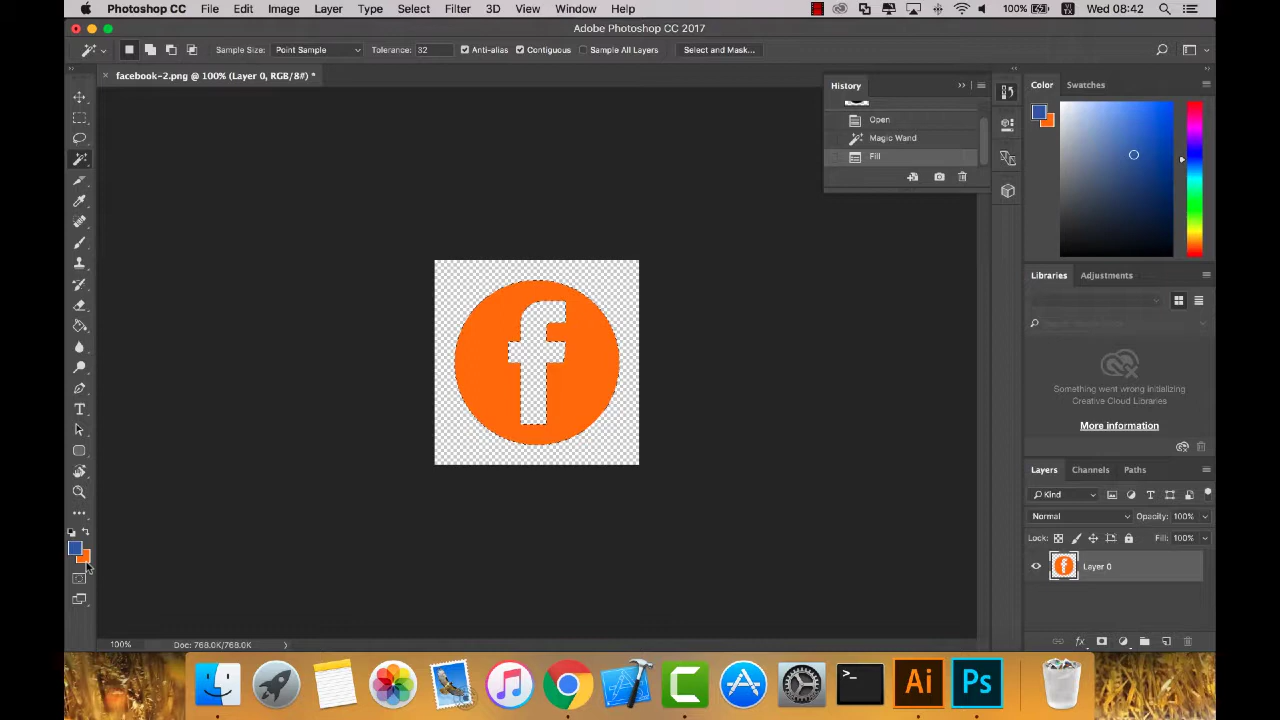 Photoshop CC File Edit Image Layer Type Select Filter 3D View Window Help 100% Wed 08:42
Adobe Photoshop CC 2017
Sample Size: Point Sample Tolerance: 32 Anti-alias Contiguous Sample All Layers Select and Mask...
facebook-2.png @ 100% (Layer 0, RGB/8#) *
History
Open
Magic Wand
Fill
Color Swatches
Libraries Adjustments
Something went wrong initializing
Creative Cloud Libraries
More information
Layers Channels Paths
Kind
Normal Opacity: 100%
Lock: Fill: 100%
Layer 0
f
100% Doc: 768.0K/768.0K
Ai Ps